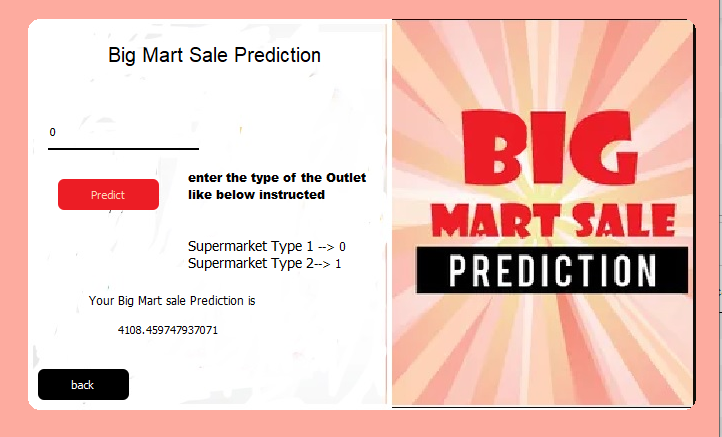 Big Mart Sale Prediction
0
Predict
enter the type of the Outlet
like below instructed
Supermarket Type 1 --> 0
Supermarket Type 2--> 1
Your Big Mart sale Prediction is
4108.459747937071
back
BIG
MART SALE
PREDICTION